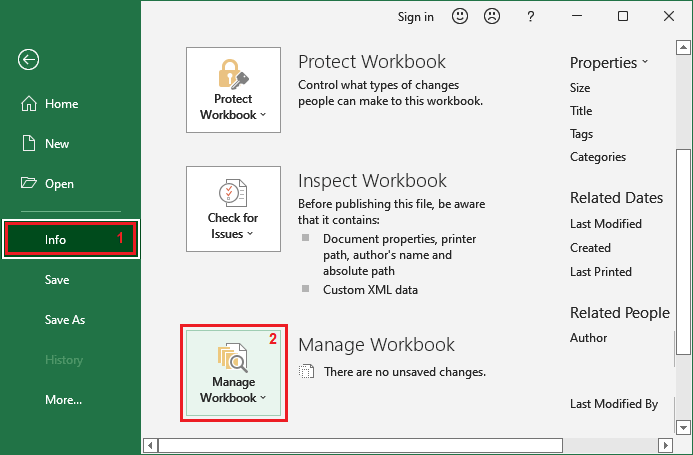 Sign in
?
Home
New
Open
Info 1
Save
Save As
History
More...
Protect
Workbook
Protect Workbook
Control what types of changes
people can make to this workbook.
Check for
Issues
Inspect Workbook
Before publishing this file, be aware
that it contains:
Document properties, printer
path, author's name and
absolute path
Custom XML data
2
Manage
Workbook
Manage Workbook
There are no unsaved changes.
Properties
Size
Title
Tags
Categories
Related Dates
Last Modified
Created
Last Printed
Related People
Author
Last Modified By